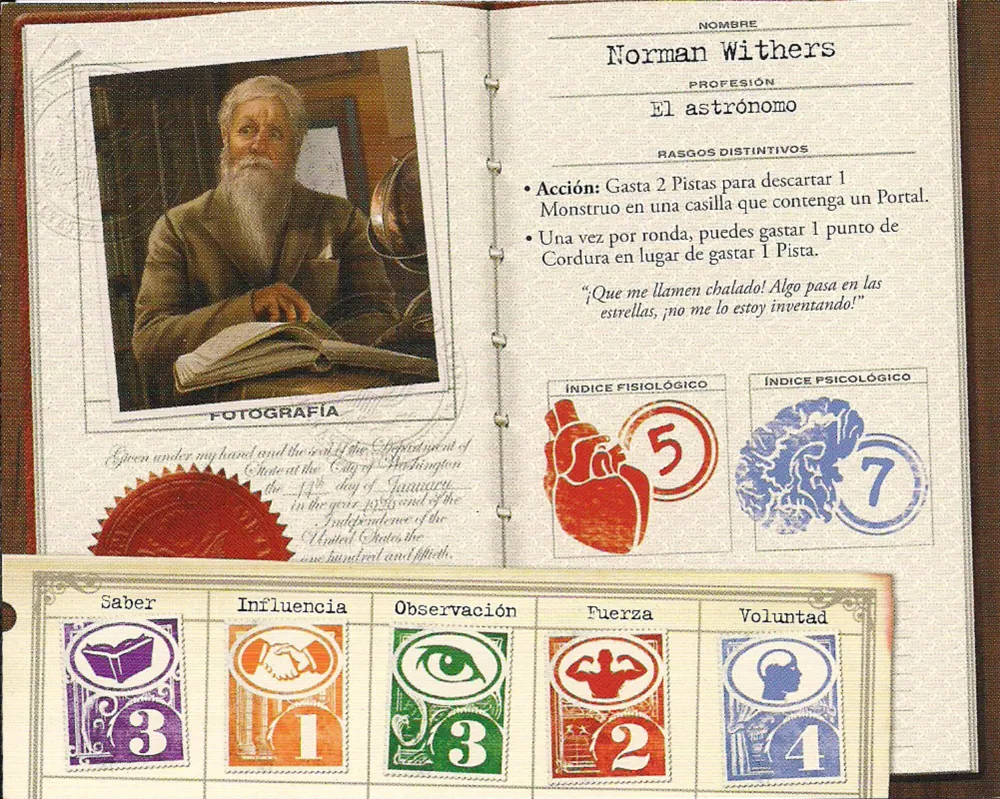 FOTOGRAFÍA
Given under my hand and the seal of the Department of
State at the City of Washington
the 14th day of January
in the year 19 and of the
Independence of the
United States the
one hundred and fiftieth.
NOMBRE
Norman Withers
PROFESIÓN
El astrónomo
RASGOS DISTINTIVOS
• Acción: Gasta 2 Pistas para descartar 1
Monstruo en una casilla que contenga un Portal.
• Una vez por ronda, puedes gastar 1 punto de
Cordura en lugar de gastar 1 Pista.
“¡Que me llamen chalado! Algo pasa en las
estrellas, ¡no me lo estoy inventando!”
ÍNDICE FISIOLÓGICO
5
ÍNDICE PSICOLÓGICO
7
Saber Influencia Observación Fuerza Voluntad
3 1 3 2 4